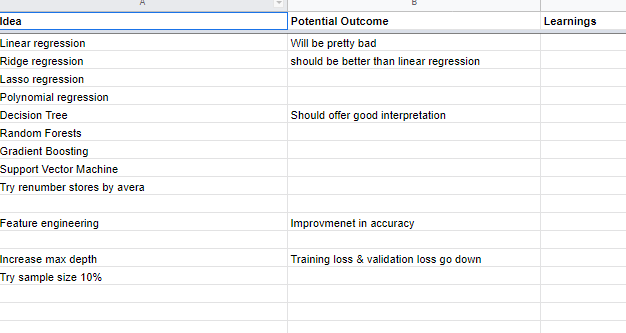 A B
Idea Potential Outcome Learnings
Linear regression Will be pretty bad
Ridge regression should be better than linear regression
Lasso regression
Polynomial regression
Decision Tree Should offer good interpretation
Random Forests
Gradient Boosting
Support Vector Machine
Try renumber stores by avera
Feature engineering Improvmenet in accuracy
Increase max depth Training loss & validation loss go down
Try sample size 10%